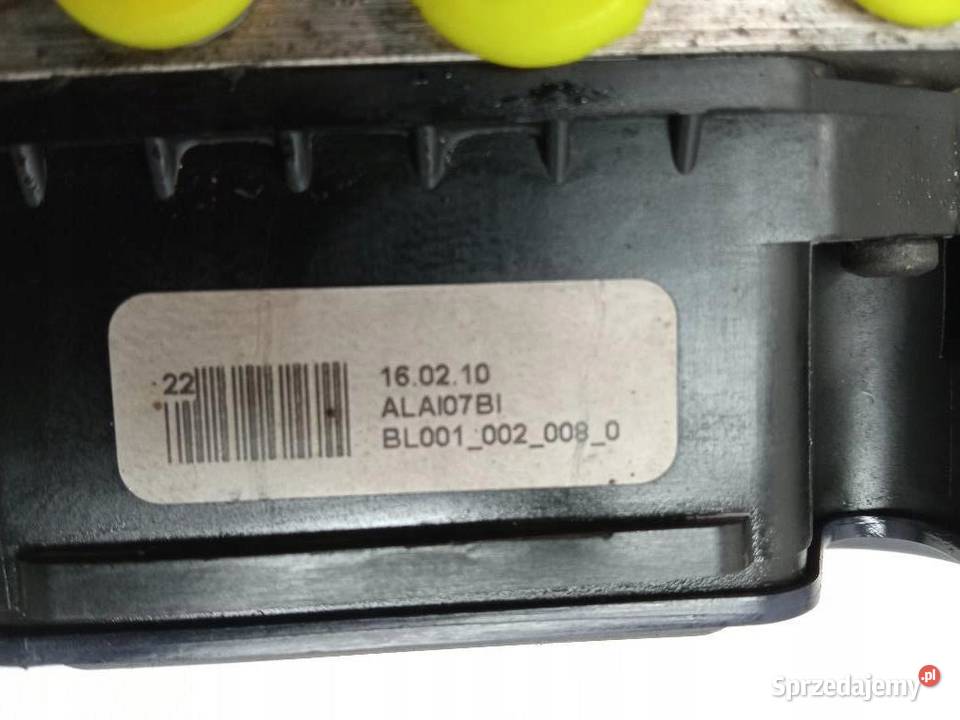 22
16.02.10
ALAI07BI
BL001_002_008_0
Sprzedajemy.pl